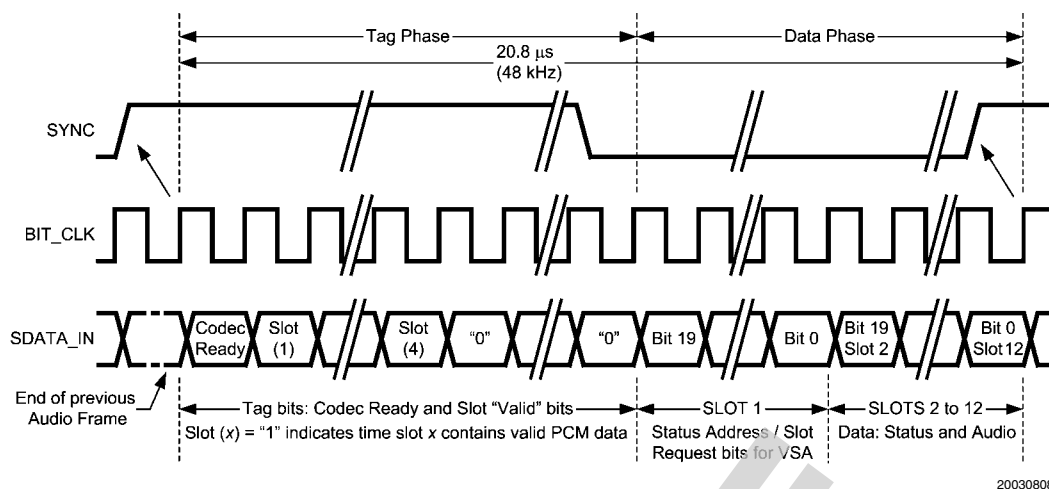 Tag Phase
Data Phase
20.8 µs
(48 kHz)
SYNC
BIT_CLK
SDATA_IN
Codec
Ready
Slot
(1)
Slot
(4)
“0”
“0”
Bit 19
Bit 0
Bit 19
Slot 2
Bit 0
Slot 12
End of previous
Audio Frame
Tag bits: Codec Ready and Slot “Valid” bits
Slot (x) = “1” indicates time slot x contains valid PCM data
SLOT 1
Status Address / Slot
Request bits for VSA
SLOTS 2 to 12
Data: Status and Audio